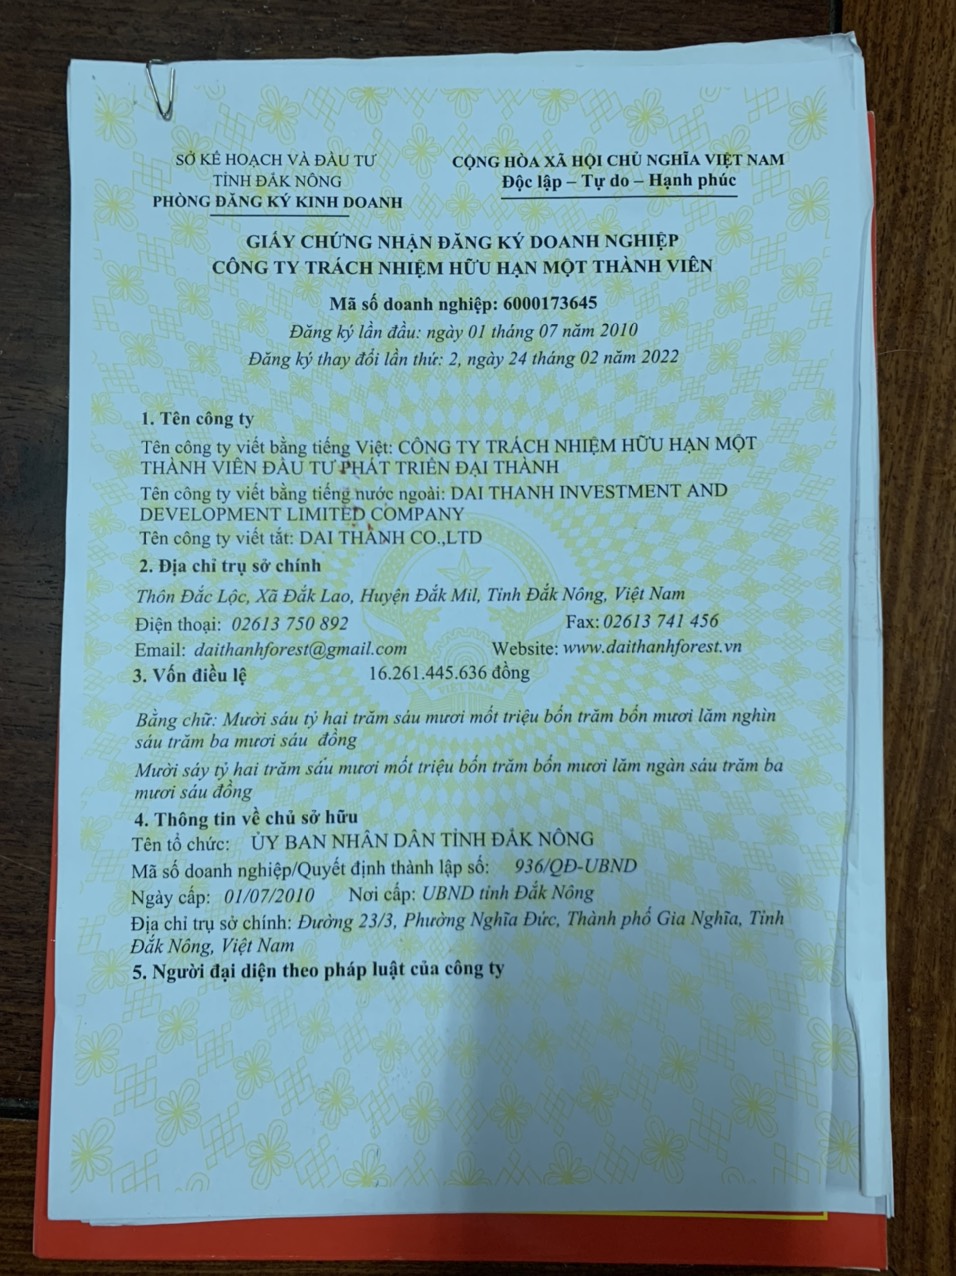 SỞ KẾ HOẠCH VÀ ĐẦU TƯ
TỈNH ĐẮK NÔNG
PHÒNG ĐĂNG KÝ KINH DOANH
CỘNG HÒA XÃ HỘI CHỦ NGHĨA VIỆT NAM
Độc lập – Tự do – Hạnh phúc
GIẤY CHỨNG NHẬN ĐĂNG KÝ DOANH NGHIỆP
CÔNG TY TRÁCH NHIỆM HỮU HẠN MỘT THÀNH VIÊN
Mã số doanh nghiệp: 6000173645
Đăng ký lần đầu: ngày 01 tháng 07 năm 2010
Đăng ký thay đổi lần thứ: 2, ngày 24 tháng 02 năm 2022
1. Tên công ty
Tên công ty viết bằng tiếng Việt: CÔNG TY TRÁCH NHIỆM HỮU HẠN MỘT
THÀNH VIÊN ĐẦU TƯ PHÁT TRIỂN ĐẠI THÀNH
Tên công ty viết bằng tiếng nước ngoài: DAI THANH INVESTMENT AND
DEVELOPMENT LIMITED COMPANY
Tên công ty viết tắt: DAI THÀNH CO.,LTD
2. Địa chỉ trụ sở chính
Thôn Đắc Lộc, Xã Đắk Lao, Huyện Đắk Mil, Tỉnh Đắk Nông, Việt Nam
Điện thoại: 02613 750 892 Fax: 02613 741 456
Email: daithanhforest@gmail.com Website: www.daithanhforest.vn
3. Vốn điều lệ 16.261.445.636 đồng
Bằng chữ: Mười sáu tỷ hai trăm sáu mươi mốt triệu bốn trăm bốn mươi lăm nghìn
sáu trăm ba mươi sáu đồng
Mười sáy tỷ hai trăm sáu mươi mốt triệu bốn trăm bốn mươi lăm ngàn sáu trăm ba
mươi sáu đồng
4. Thông tin về chủ sở hữu
Tên tổ chức: ỦY BAN NHÂN DÂN TỈNH ĐẮK NÔNG
Mã số doanh nghiệp/Quyết định thành lập số: 936/QĐ-UBND
Ngày cấp: 01/07/2010 Nơi cấp: UBND tỉnh Đắk Nông
Địa chỉ trụ sở chính: Đường 23/3, Phường Nghĩa Đức, Thành phố Gia Nghĩa, Tỉnh
Đắk Nông, Việt Nam
5. Người đại diện theo pháp luật của công ty
VIỆT NAM